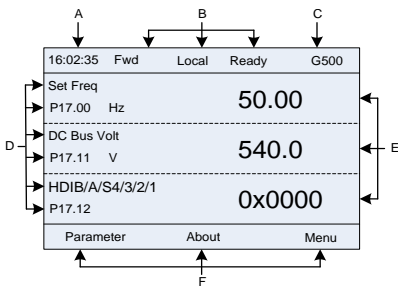 A B C
16:02:35 Fwd Local Ready G500
Set Freq
P17.00 Hz 50.00
DC Bus Volt
P17.11 V 540.0
HDIB/A/S4/3/2/1
P17.12 0x0000
D E
Parameter About Menu
F